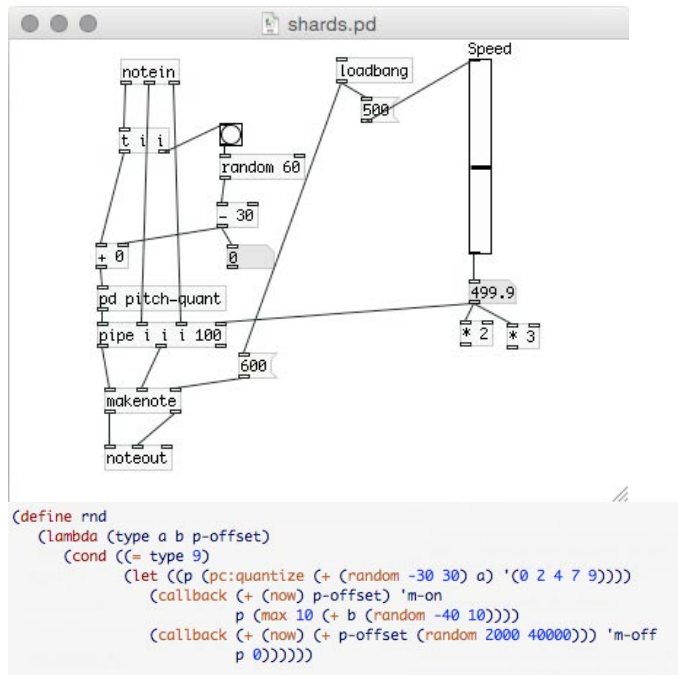 shards.pd
Speed
notein
loadbang
500
t i i
random 60
- 30
+ 0
0
pd pitch-quant
499.9
pipe i i i 100
* 2
* 3
600
makenote
noteout
(define rnd
(lambda (type a b p-offset)
(cond ((= type 9)
(let ((p (pc:quantize (+ (random -30 30) a) '(0 2 4 7 9))))
(callback (+ (now) p-offset) 'm-on
p (max 10 (+ b (random -40 10))))
(callback (+ (now) (+ p-offset (random 2000 40000))) 'm-off
p 0))))))